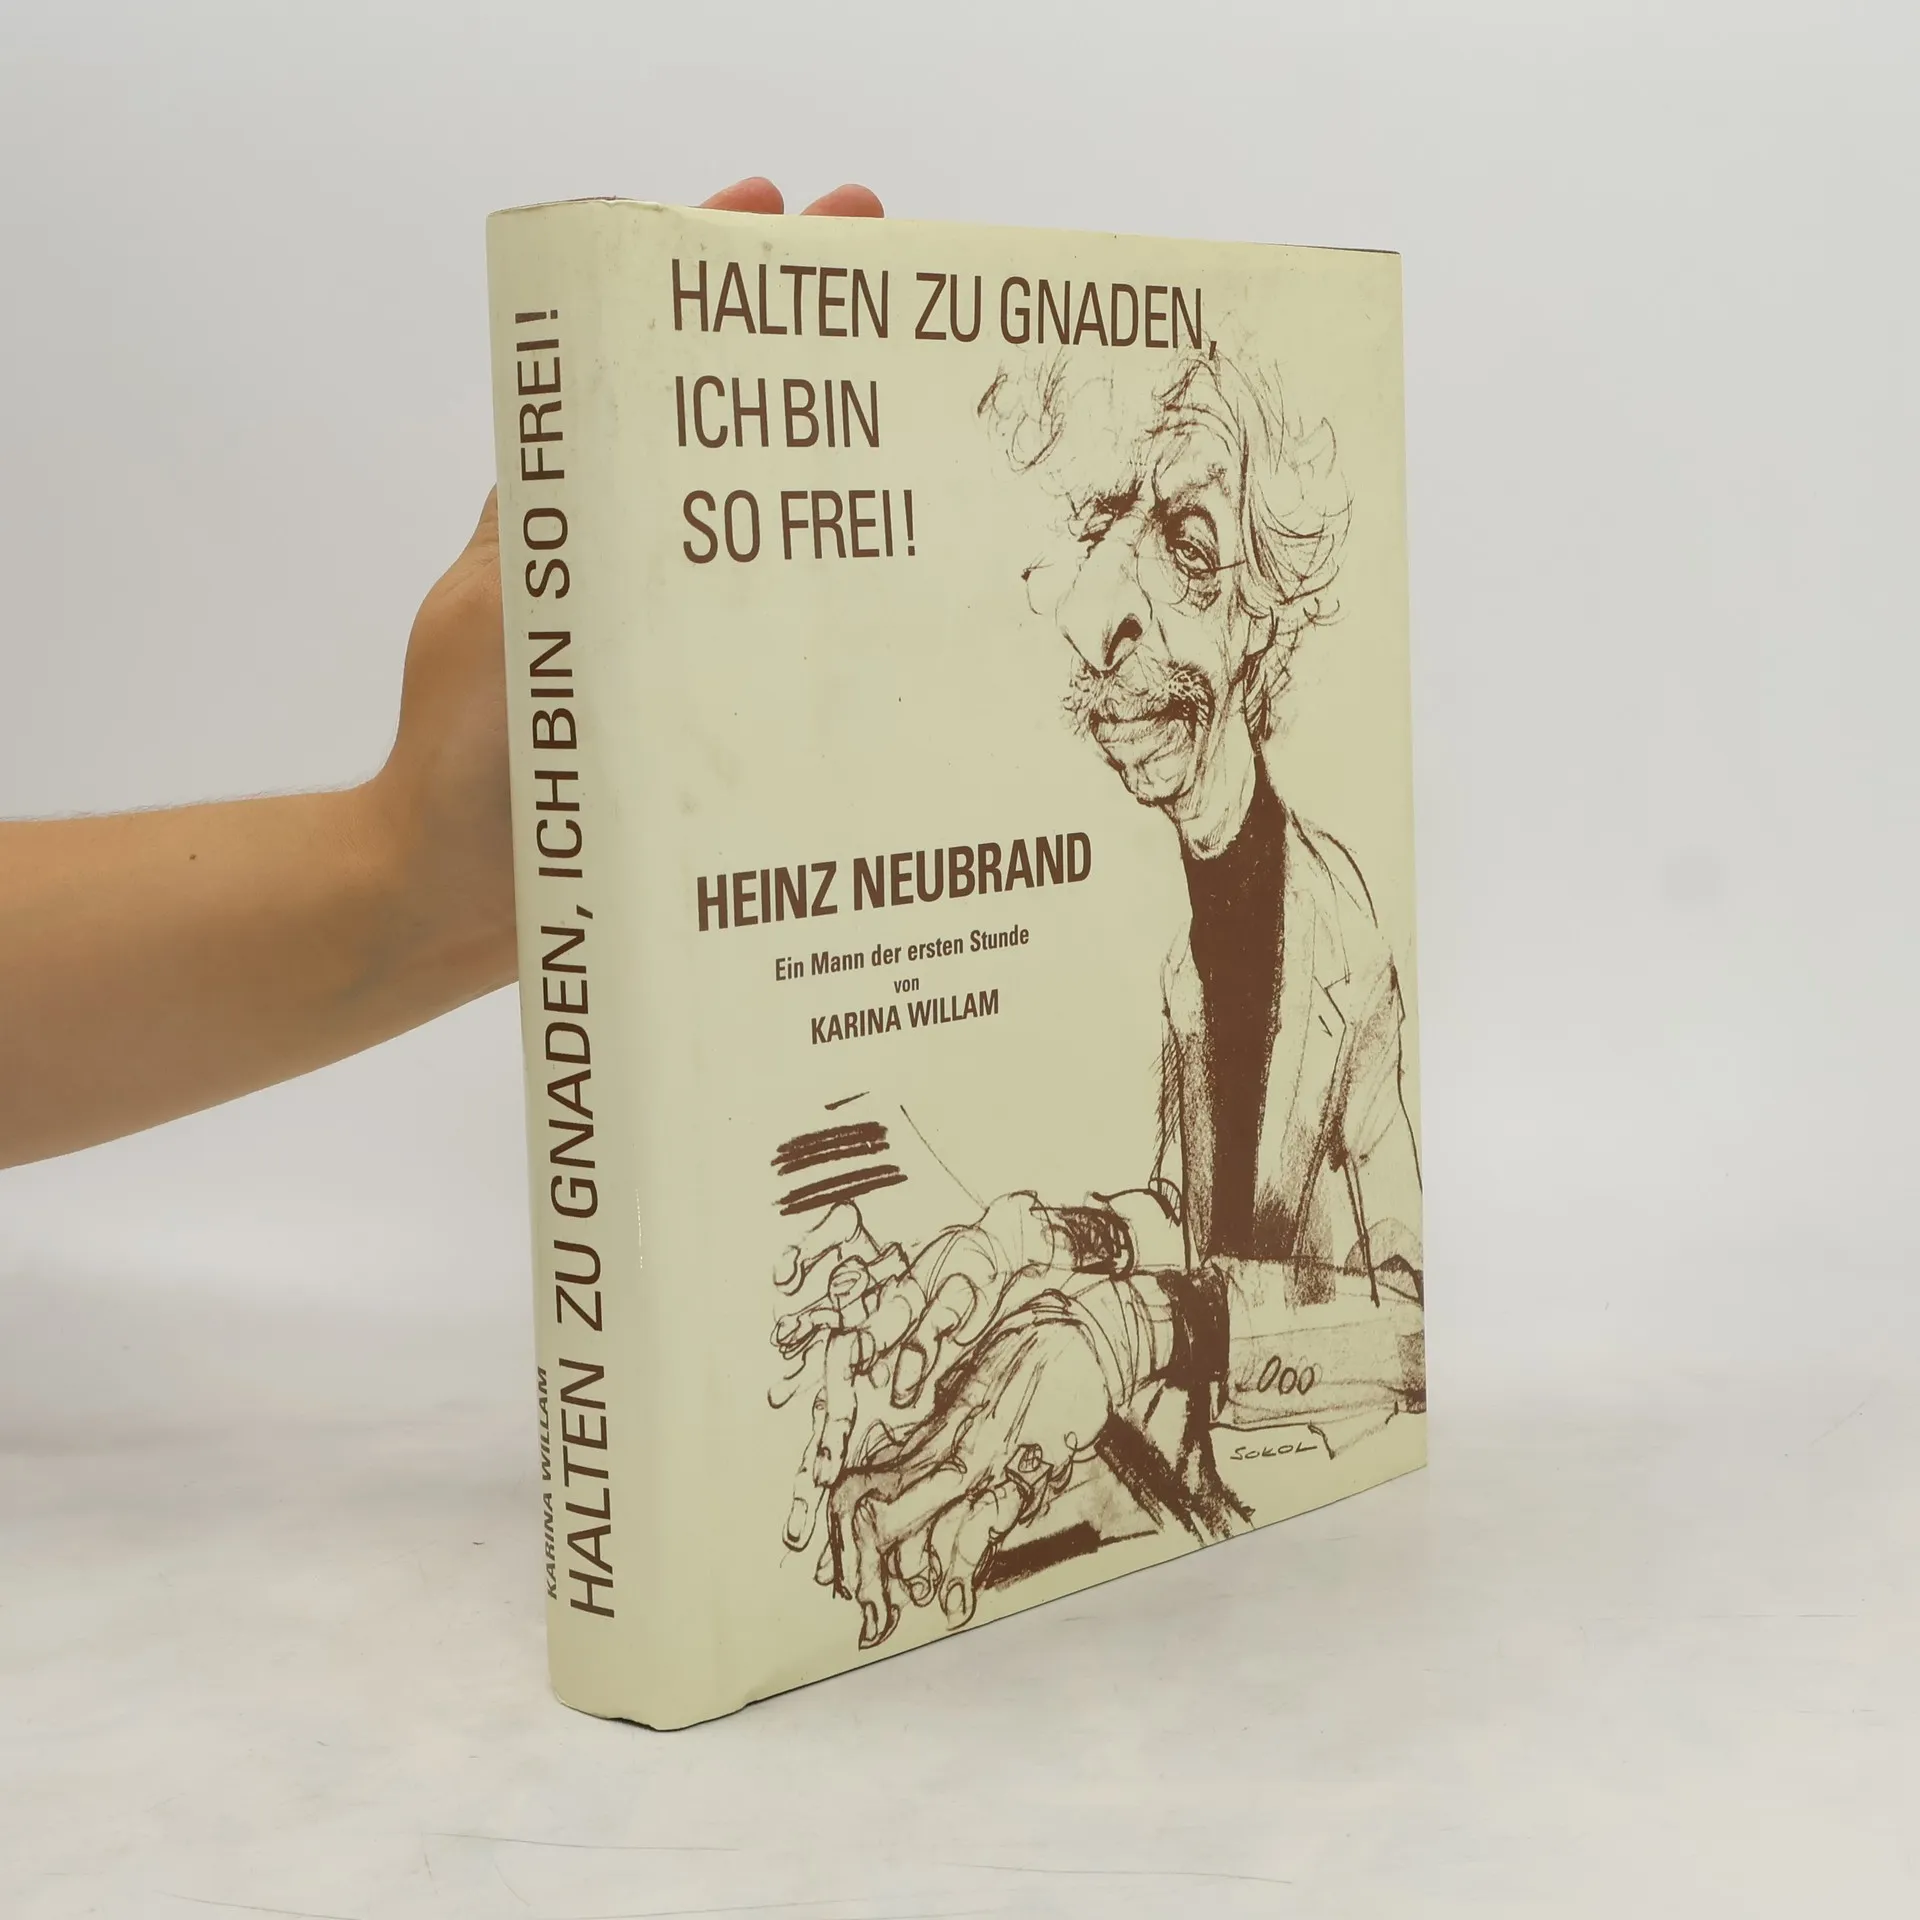 HALTEN ZU GNADEN,
ICH BIN
SO FREI!
HEINZ NEUBRAND
Ein Mann der ersten Stunde
von
KARINA WILLAM
SOKOL
KARINA WILLAM
HALTEN ZU GNADEN, ICH BIN SO FREI!